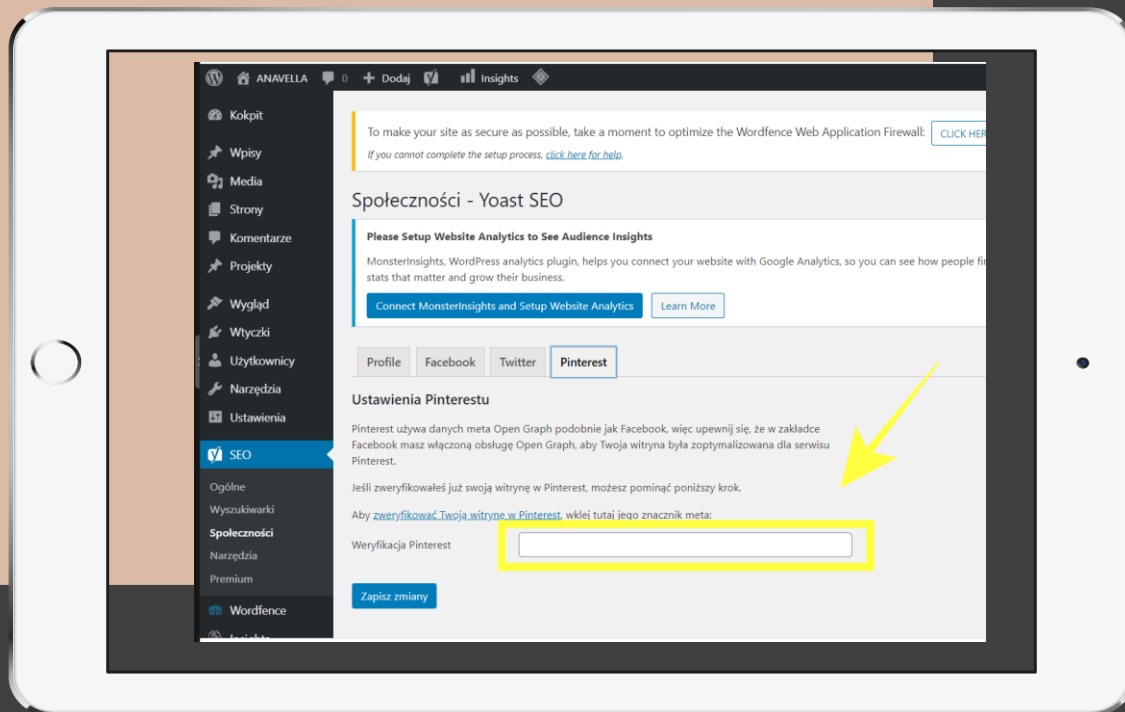 ANAVELLA 0 Dodaj Insights
Kokpit
Wpisy
Media
Strony
Komentarze
Projekty
Wygląd
Wtyczki
Użytkownicy
Narzędzia
Ustawienia
SEO
Ogólne
Wyszukiwarki
Społeczności
Narzędzia
Premium
Wordfence
Insights
To make your site as secure as possible, take a moment to optimize the Wordfence Web Application Firewall: CLICK HER
If you cannot complete the setup process, click here for help.
Społeczności - Yoast SEO
Please Setup Website Analytics to See Audience Insights
MonsterInsights, WordPress analytics plugin, helps you connect your website with Google Analytics, so you can see how people fi
stats that matter and grow their business.
Connect MonsterInsights and Setup Website Analytics Learn More
Profile Facebook Twitter Pinterest
Ustawienia Pinterestu
Pinterest używa danych meta Open Graph podobnie jak Facebook, więc upewnij się, że w zakładce
Facebook masz włączoną obsługę Open Graph, aby Twoja witryna była zoptymalizowana dla serwisu
Pinterest.
Jeśli zweryfikowałeś już swoją witrynę w Pinterest, możesz pominąć poniższy krok.
Aby zweryfikować Twoją witrynę w Pinterest, wklej tutaj jego znacznik meta:
Weryfikacja Pinterest
Zapisz zmiany